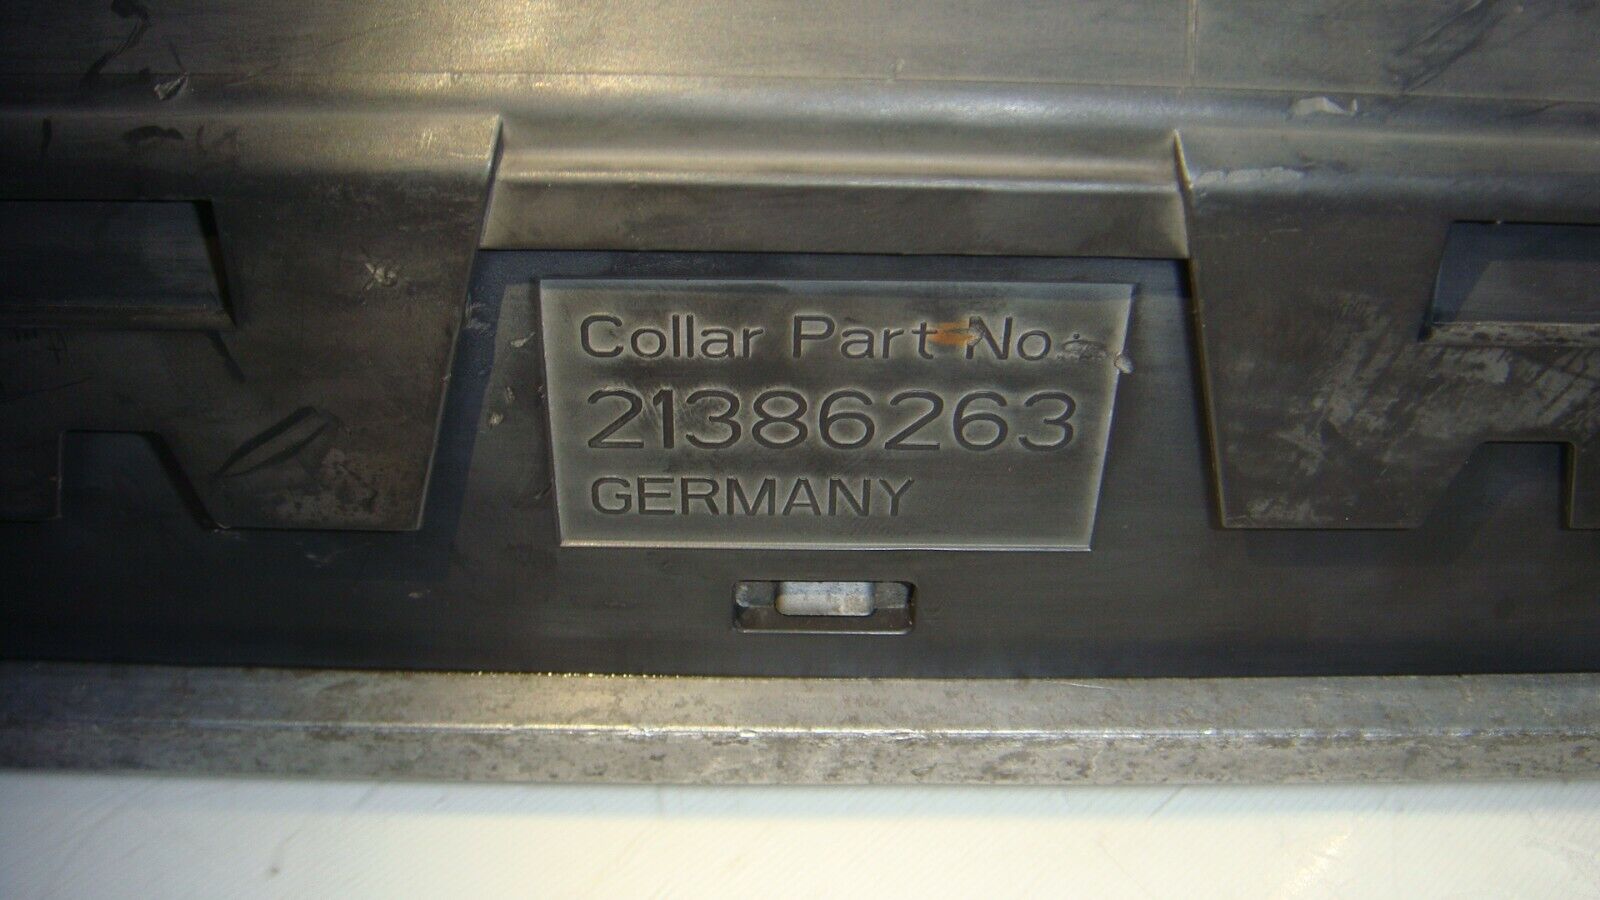 Collar Part No.
21386263
GERMANY